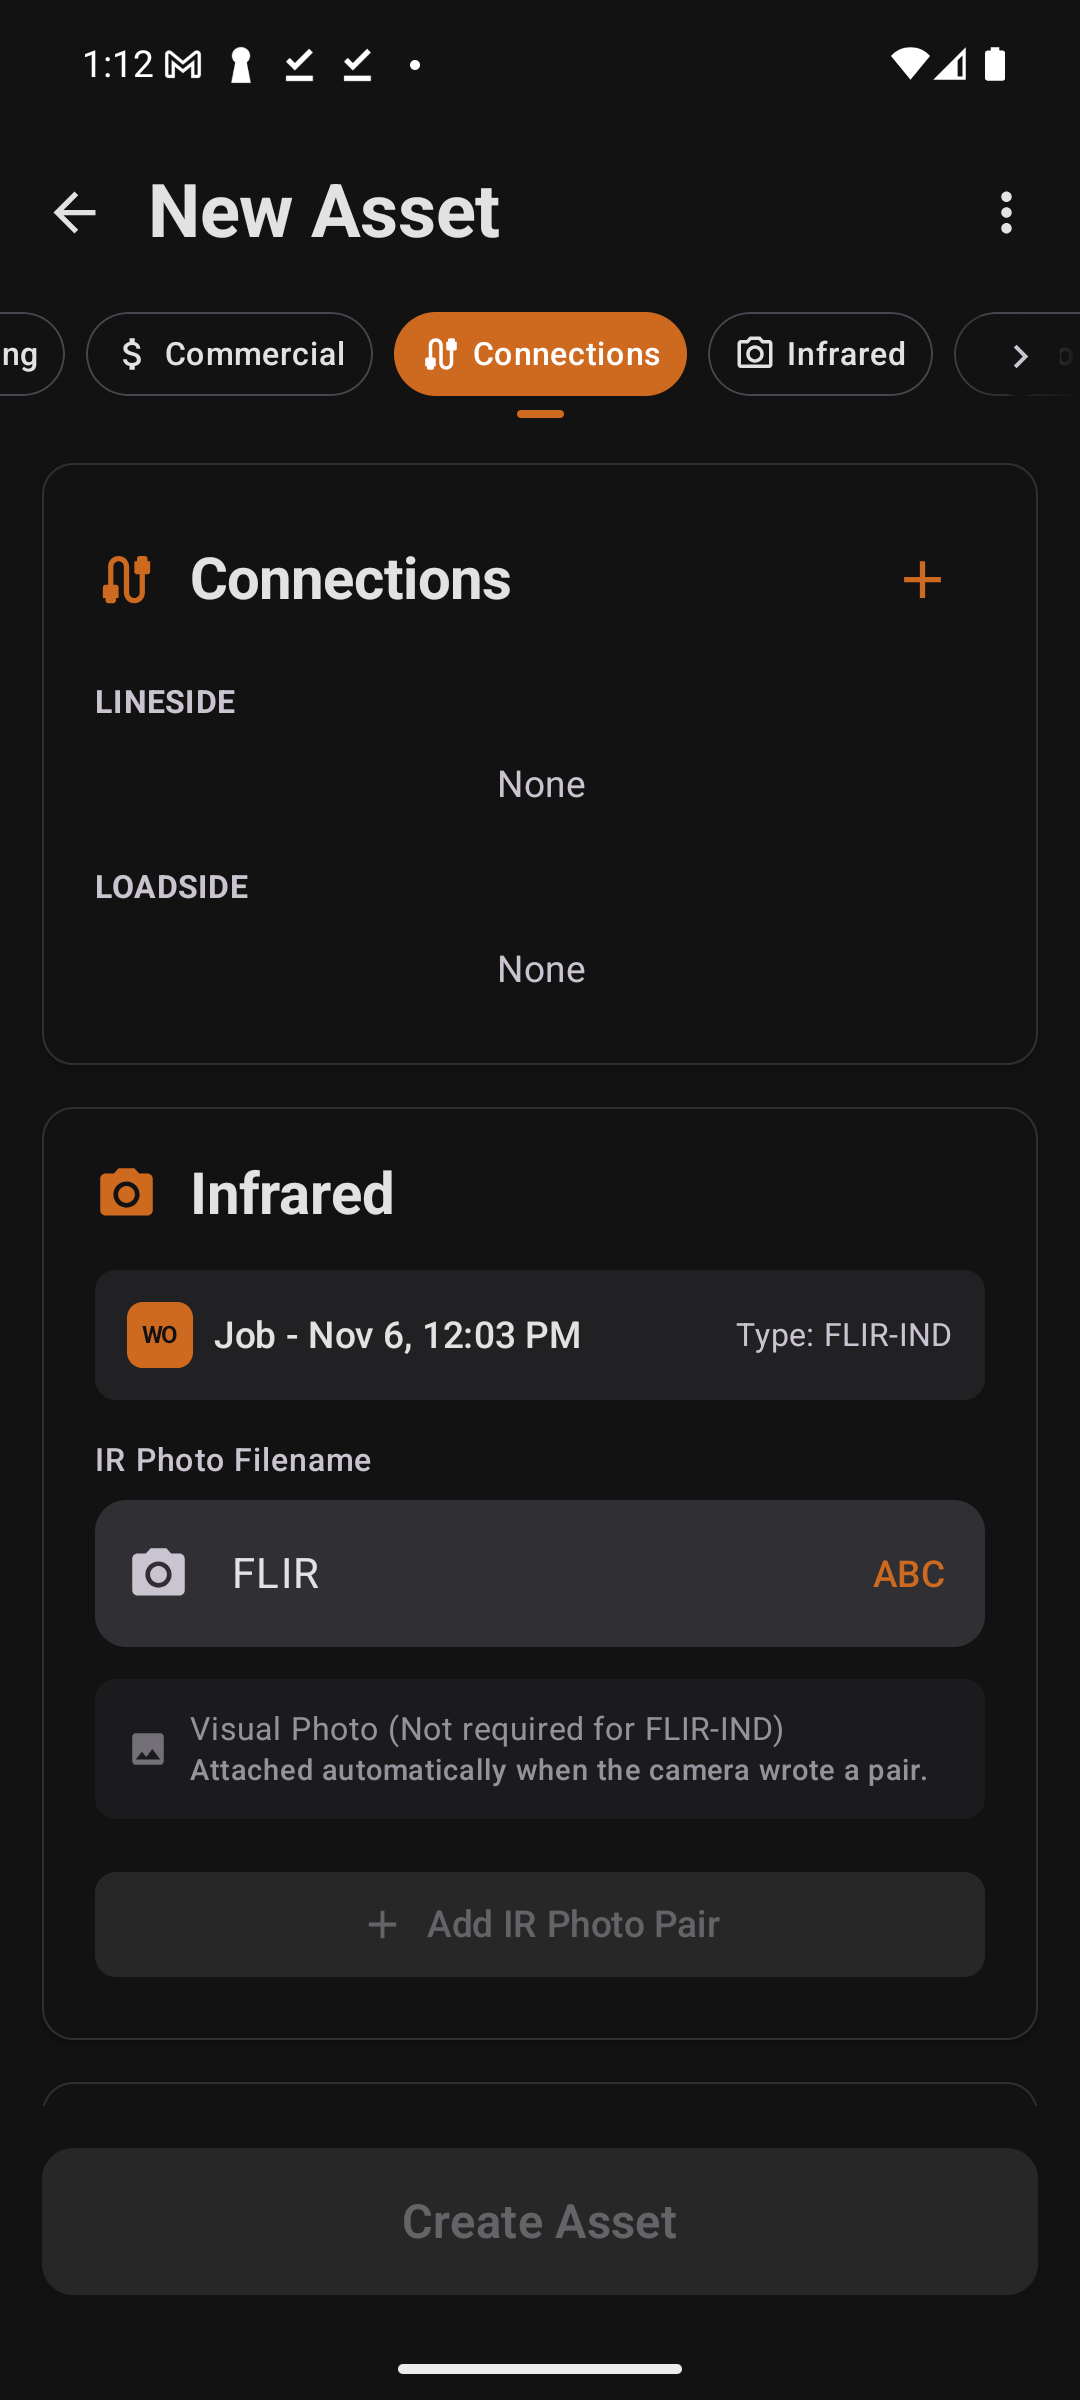 1:12
New Asset
ng
$ Commercial
Connections
Infrared
Connections
LINESIDE
None
LOADSIDE
None
Infrared
WO Job - Nov 6, 12:03 PM Type: FLIR-IND
IR Photo Filename
FLIR ABC
Visual Photo (Not required for FLIR-IND)
Attached automatically when the camera wrote a pair.
+ Add IR Photo Pair
Create Asset